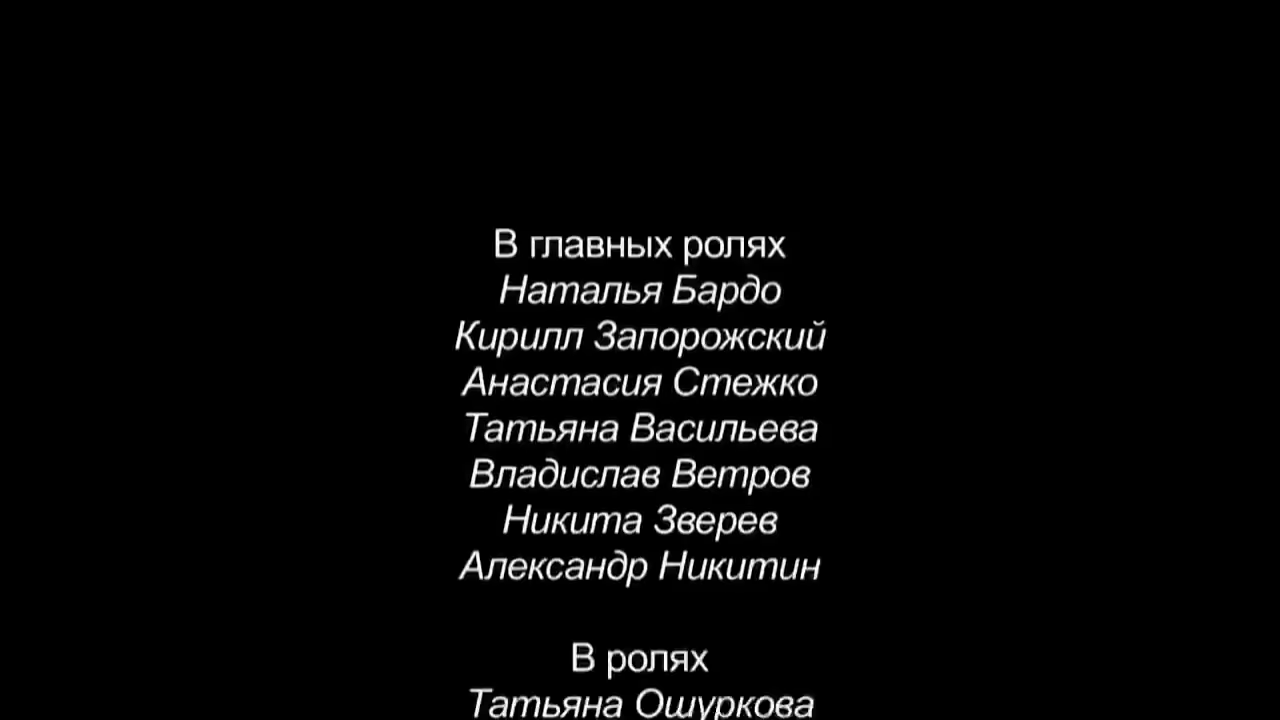 В главных ролях
Наталья Бардо
Кирилл Запорожский
Анастасия Стежко
Татьяна Васильева
Владислав Ветров
Никита Зверев
Александр Никитин
В ролях
Татьяна Ошуркова